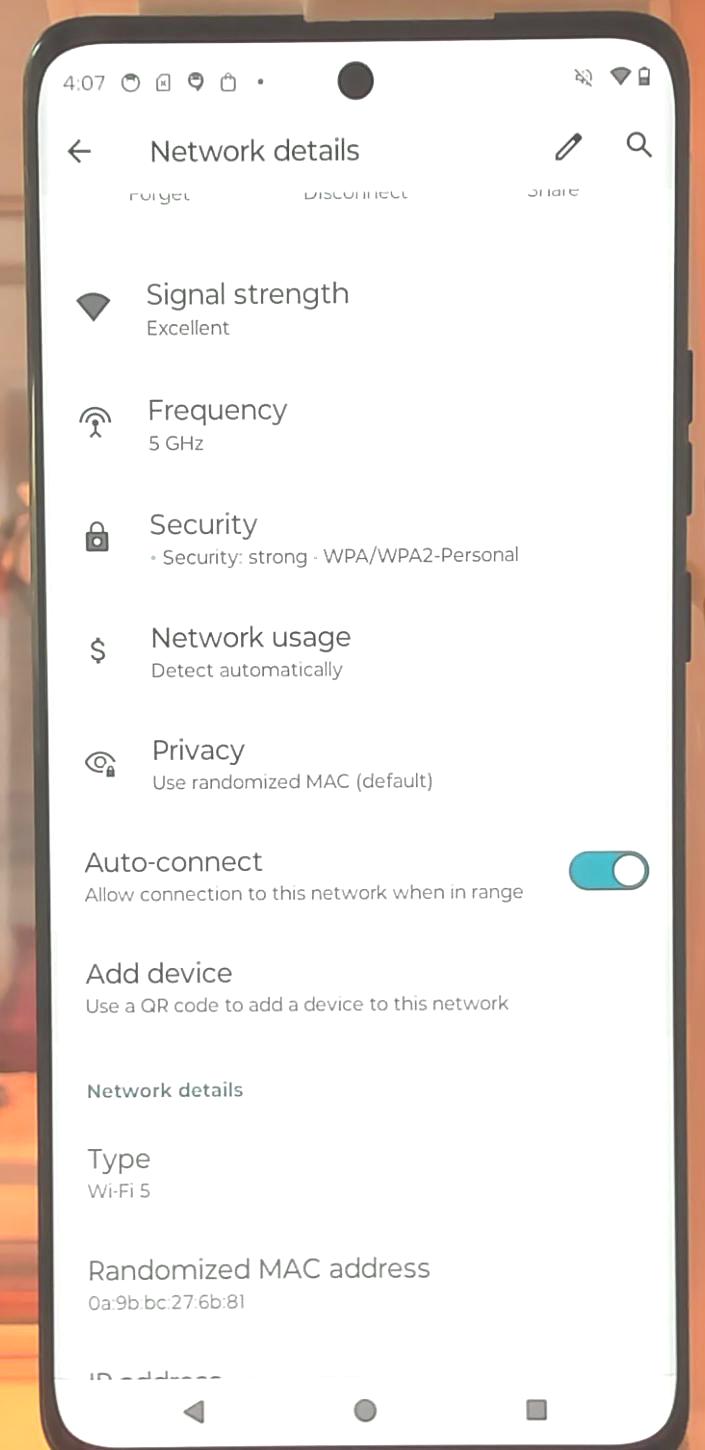 4:07
Network details
Forget Disconnect Share
Signal strength
Excellent
Frequency
5 GHz
Security
• Security: strong · WPA/WPA2-Personal
Network usage
Detect automatically
Privacy
Use randomized MAC (default)
Auto-connect
Allow connection to this network when in range
Add device
Use a QR code to add a device to this network
Network details
Type
Wi-Fi 5
Randomized MAC address
0a:9b:bc:27:6b:81
IP address